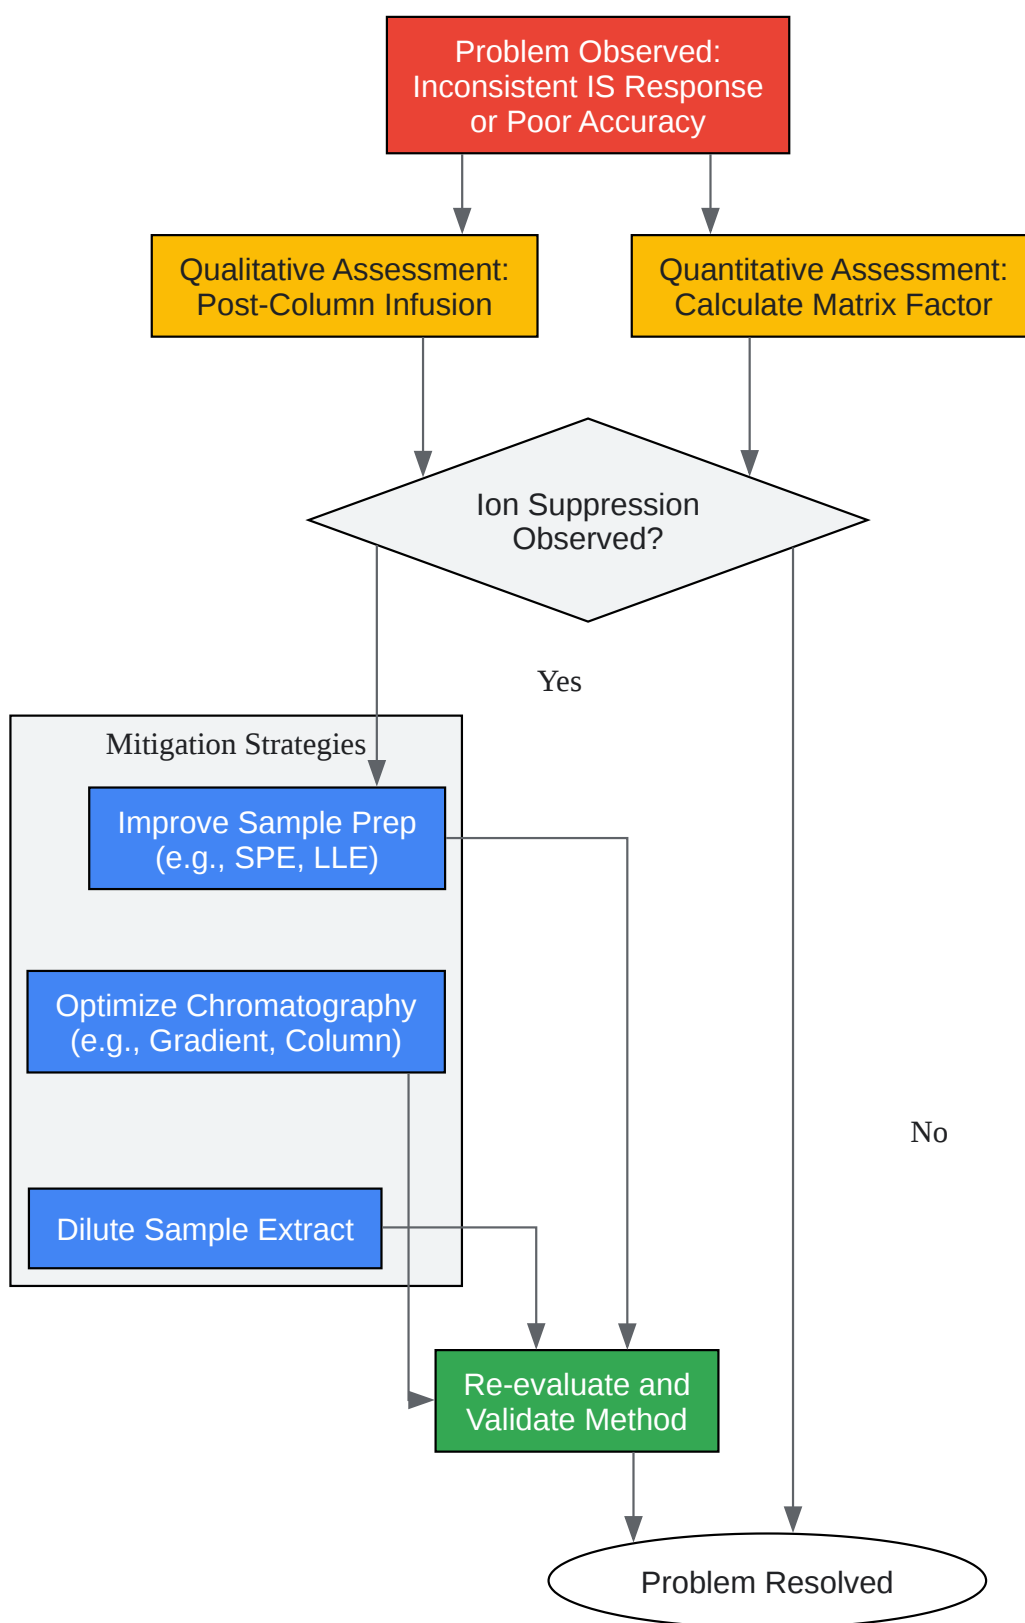 Problem Observed:
Inconsistent IS Response
or Poor Accuracy
Qualitative Assessment:
Post-Column Infusion
Quantitative Assessment:
Calculate Matrix Factor
Ion Suppression
Observed?
Yes
Mitigation Strategies
Improve Sample Prep
(e.g., SPE, LLE)
Optimize Chromatography
(e.g., Gradient, Column)
No
Dilute Sample Extract
Re-evaluate and
Validate Method
Problem Resolved